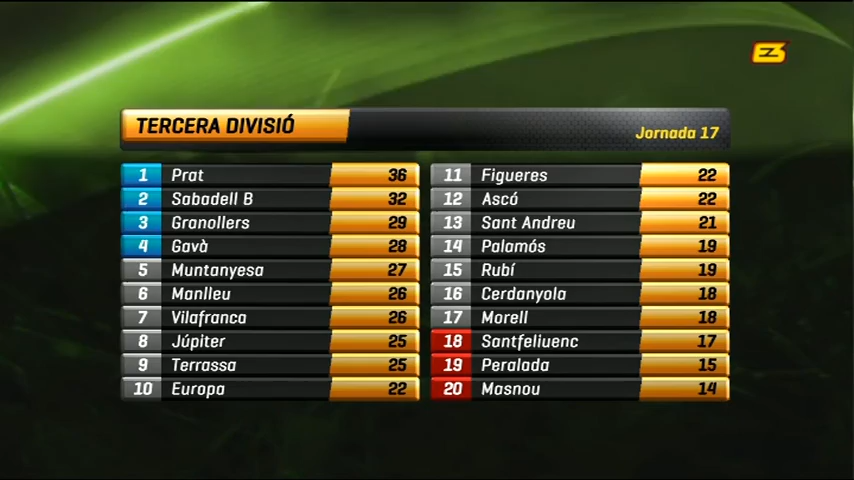 TERCERA DIVISIÓ
Jornada 17
1 Prat 36
2 Sabadell B 32
3 Granollers 29
4 Gavà 28
5 Muntanyesa 27
6 Manlleu 26
7 Vilafranca 26
8 Júpiter 25
9 Terrassa 25
10 Europa 22
11 Figueres 22
12 Ascó 22
13 Sant Andreu 21
14 Palamós 19
15 Rubí 19
16 Cerdanyola 18
17 Morell 18
18 Santfeliuenc 17
19 Peralada 15
20 Masnou 14